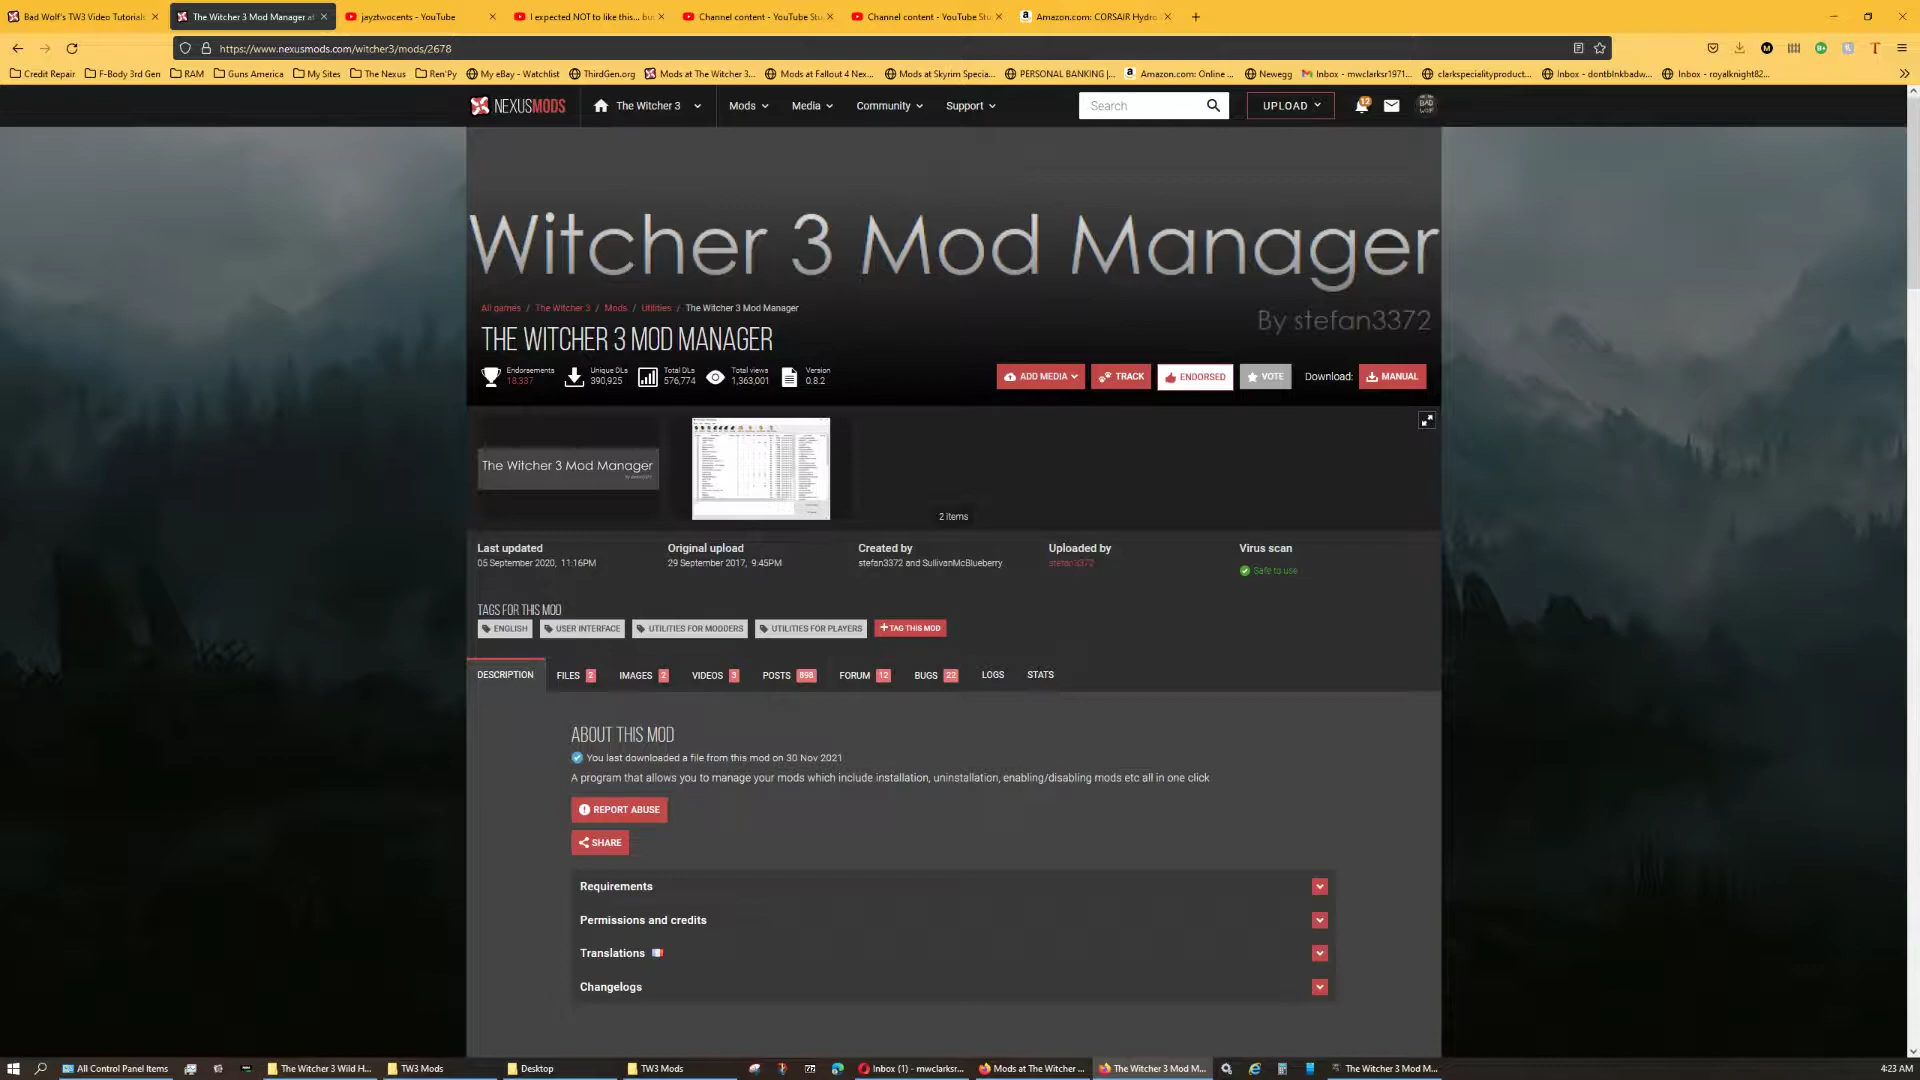 Bad Wolf's TW3 Video Tutorials
The Witcher 3 Mod Manager at
jayztwocents - YouTube
I expected NOT to like this... bu
Channel content - YouTube Stu
Channel content - YouTube Stu
Amazon.com: CORSAIR Hydro
https://www.nexusmods.com/witcher3/mods/2678
Credit Repair
F-Body 3rd Gen
RAM
Guns America
My Sites
The Nexus
Ren'Py
My eBay - Watchlist
ThirdGen.org
Mods at The Witcher 3...
Mods at Fallout 4 Nex...
Mods at Skyrim Specia...
PERSONAL BANKING |...
Amazon.com: Online ...
Newegg
Inbox - mwclarksr1971...
clarkspecialityproduct...
Inbox - dontblnkbadw...
Inbox - royalknight82...
NEXUSMODS
The Witcher 3
Mods
Media
Community
Support
Search
UPLOAD
12
BAD WOLF
Witcher 3 Mod Manager
By stefan3372
All games / The Witcher 3 / Mods / Utilities / The Witcher 3 Mod Manager
THE WITCHER 3 MOD MANAGER
Endorsements
18,337
Unique DLs
390,925
Total DLs
576,774
Total views
1,363,001
Version
0.8.2
ADD MEDIA
TRACK
ENDORSED
VOTE
Download:
MANUAL
The Witcher 3 Mod Manager
2 items
Last updated
05 September 2020, 11:16PM
Original upload
29 September 2017, 9:45PM
Created by
stefan3372 and SullivanMcBlueberry
Uploaded by
stefan3372
Virus scan
Safe to use
TAGS FOR THIS MOD
ENGLISH
USER INTERFACE
UTILITIES FOR MODDERS
UTILITIES FOR PLAYERS
+ TAG THIS MOD
DESCRIPTION
FILES 2
IMAGES 2
VIDEOS 3
POSTS 898
FORUM 12
BUGS 22
LOGS
STATS
ABOUT THIS MOD
You last downloaded a file from this mod on 30 Nov 2021
A program that allows you to manage your mods which include installation, uninstallation, enabling/disabling mods etc all in one click
REPORT ABUSE
SHARE
Requirements
Permissions and credits
Translations
Changelogs
All Control Panel Items
The Witcher 3 Wild H...
TW3 Mods
Desktop
TW3 Mods
Inbox (1) - mwclarksr...
Mods at The Witcher ...
The Witcher 3 Mod M...
The Witcher 3 Mod M...
4:23 AM